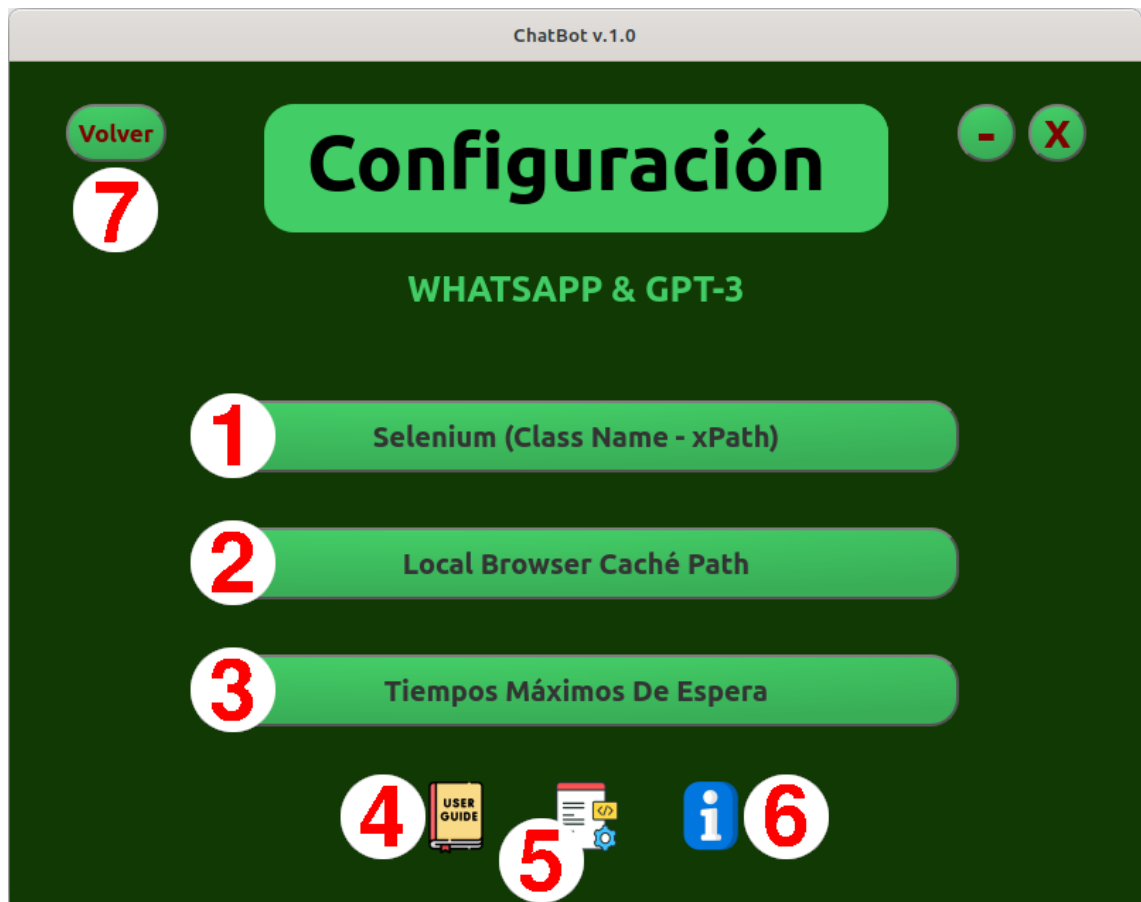 ChatBot v.1.0
Volver
Configuración
-
X
7
WHATSAPP & GPT-3
1
Selenium (Class Name - xPath)
2
Local Browser Caché Path
3
Tiempos Máximos De Espera
4
USER
GUIDE
5
</>
i
6